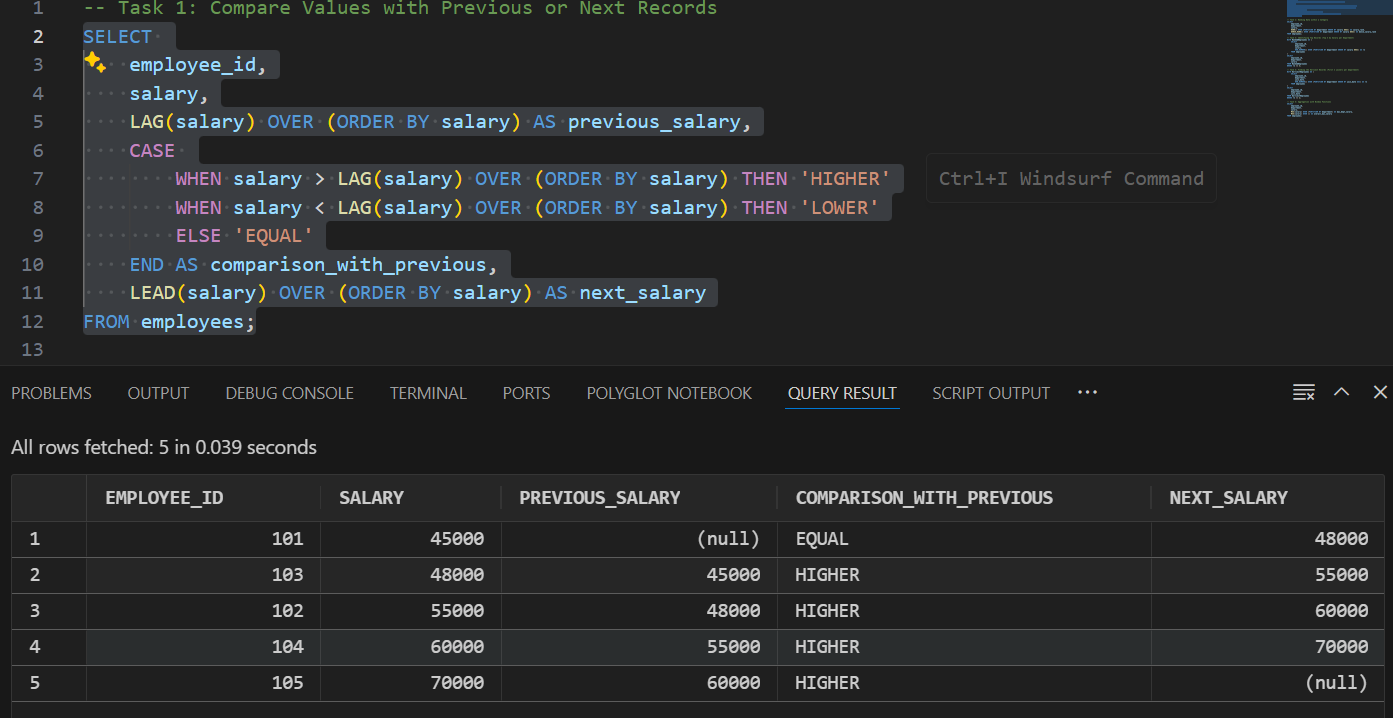 1 -- Task 1: Compare Values with Previous or Next Records
2 SELECT
3 employee_id,
4 salary,
5 LAG(salary) OVER (ORDER BY salary) AS previous_salary,
6 CASE
7 WHEN salary > LAG(salary) OVER (ORDER BY salary) THEN 'HIGHER'
Ctrl+I Windsurf Command
8 WHEN salary < LAG(salary) OVER (ORDER BY salary) THEN 'LOWER'
9 ELSE 'EQUAL'
10 END AS comparison_with_previous,
11 LEAD(salary) OVER (ORDER BY salary) AS next_salary
12 FROM employees;
13
PROBLEMS OUTPUT DEBUG CONSOLE TERMINAL PORTS POLYGLOT NOTEBOOK QUERY RESULT SCRIPT OUTPUT ···
All rows fetched: 5 in 0.039 seconds
EMPLOYEE_ID SALARY PREVIOUS_SALARY COMPARISON_WITH_PREVIOUS NEXT_SALARY
1 101 45000 (null) EQUAL 48000
2 103 48000 45000 HIGHER 55000
3 102 55000 48000 HIGHER 60000
4 104 60000 55000 HIGHER 70000
5 105 70000 60000 HIGHER (null)